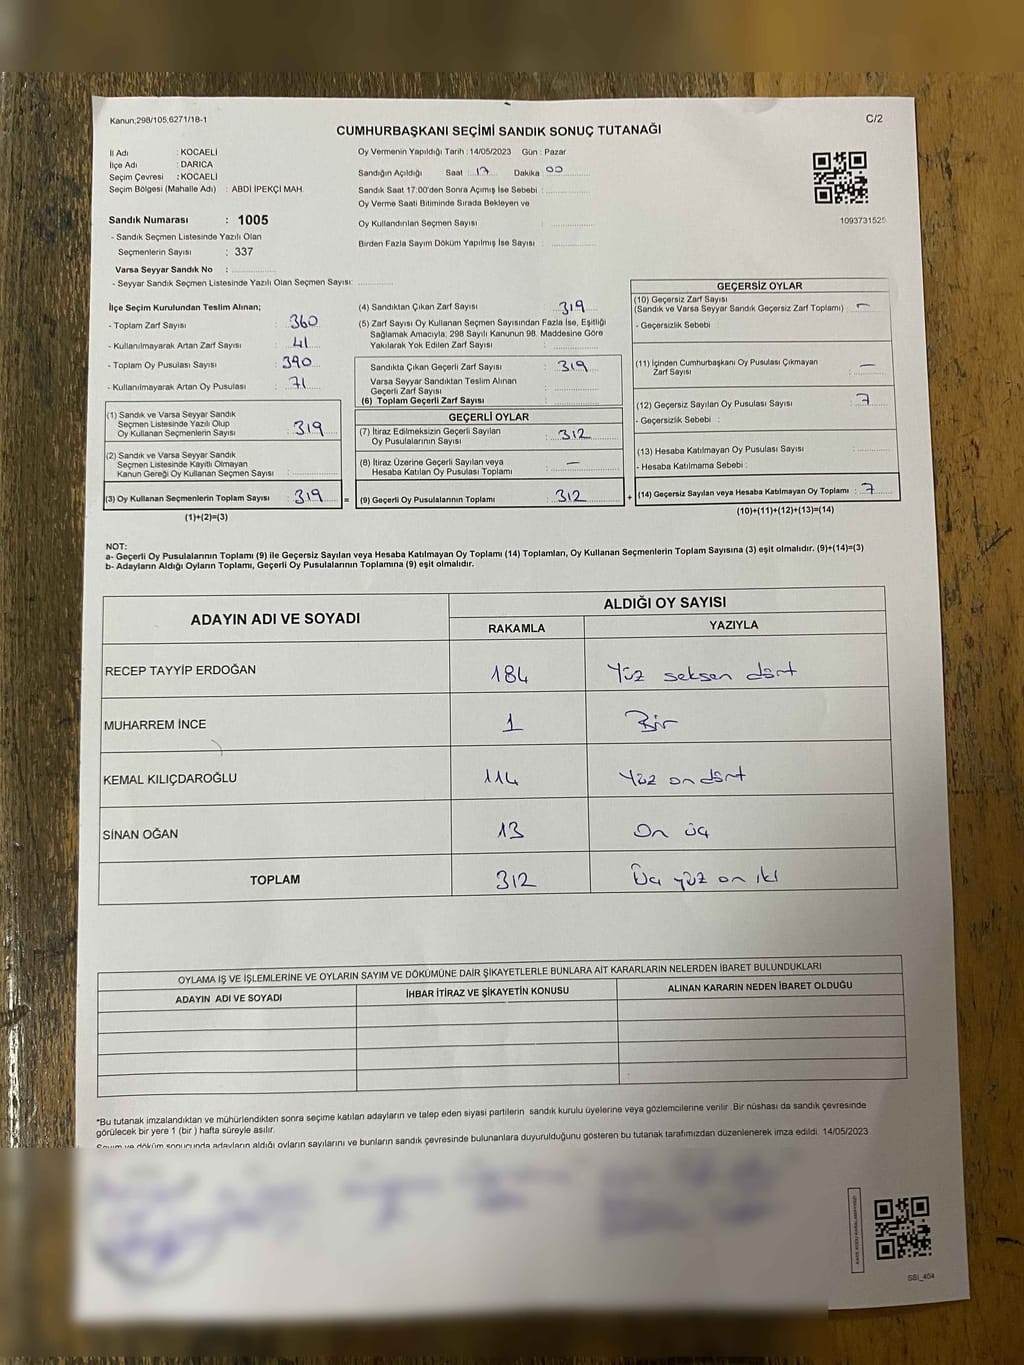 Kanun;298/105;6271/18-1
C/2
CUMHURBAŞKANI SEÇİMİ SANDIK SONUÇ TUTANAĞI
İl Adı : KOCAELİ
İlçe Adı : DARICA
Seçim Çevresi : KOCAELİ
Seçim Bölgesi (Mahalle Adı) : ABDİ İPEKÇİ MAH.
Sandık Numarası : 1005
- Sandık Seçmen Listesinde Yazılı Olan
Seçmenlerin Sayısı : 337
Varsa Seyyar Sandık No :
- Seyyar Sandık Seçmen Listesinde Yazılı Olan Seçmen Sayısı:
Oy Vermenin Yapıldığı Tarih : 14/05/2023 Gün : Pazar
Sandığın Açıldığı Saat : 17 Dakika : 00
Sandık Saat 17:00'den Sonra Açımış İse Sebebi :
Oy Verme Saati Bitiminde Sırada Bekleyen ve
Oy Kullandırılan Seçmen Sayısı :
Birden Fazla Sayım Döküm Yapılmış İse Sayısı :
1093731525
İlçe Seçim Kurulundan Teslim Alınan;
- Toplam Zarf Sayısı : 360
- Kullanılmayarak Artan Zarf Sayısı : 41
- Toplam Oy Pusulası Sayısı : 390
- Kullanılmayarak Artan Oy Pusulası : 71
(1) Sandık ve Varsa Seyyar Sandık
Seçmen Listesinde Yazılı Olup
Oy Kullanan Seçmenlerin Sayısı : 319
(2) Sandık ve Varsa Seyyar Sandık
Seçmen Listesinde Kayıtlı Olmayan
Kanun Gereği Oy Kullanan Seçmen Sayısı :
(3) Oy Kullanan Seçmenlerin Toplam Sayısı : 319 =
(1)+(2)=(3)
(4) Sandıktan Çıkan Zarf Sayısı : 319
(5) Zarf Sayısı Oy Kullanan Seçmen Sayısından Fazla İse, Eşitliği
Sağlamak Amacıyla; 298 Sayılı Kanunun 98. Maddesine Göre
Yakılarak Yok Edilen Zarf Sayısı :
Sandıkta Çıkan Geçerli Zarf Sayısı : 319
Varsa Seyyar Sandıktan Teslim Alınan
Geçerli Zarf Sayısı :
(6) Toplam Geçerli Zarf Sayısı :
GEÇERLİ OYLAR
(7) İtiraz Edilmeksizin Geçerli Sayılan
Oy Pusulalarının Sayısı : 312
(8) İtiraz Üzerine Geçerli Sayılan veya
Hesaba Katılan Oy Pusulası Toplamı : —
(9) Geçerli Oy Pusulalarının Toplamı : 312 +
GEÇERSİZ OYLAR
(10) Geçersiz Zarf Sayısı
(Sandık ve Varsa Seyyar Sandık Geçersiz Zarf Toplamı) : —
- Geçersizlik Sebebi :
(11) İçinden Cumhurbaşkanı Oy Pusulası Çıkmayan
Zarf Sayısı : —
(12) Geçersiz Sayılan Oy Pusulası Sayısı : 7
- Geçersizlik Sebebi :
(13) Hesaba Katılmayan Oy Pusulası Sayısı :
- Hesaba Katılmama Sebebi :
(14) Geçersiz Sayılan veya Hesaba Katılmayan Oy Toplamı : 7
(10)+(11)+(12)+(13)=(14)
NOT:
a- Geçerli Oy Pusulalarının Toplamı (9) ile Geçersiz Sayılan veya Hesaba Katılmayan Oy Toplamı (14) Toplamları, Oy Kullanan Seçmenlerin Toplam Sayısına (3) eşit olmalıdır. (9)+(14)=(3)
b- Adayların Aldığı Oyların Toplamı, Geçerli Oy Pusulalarının Toplamına (9) eşit olmalıdır.
ADAYIN ADI VE SOYADI
ALDIĞI OY SAYISI
RAKAMLA YAZIYLA
RECEP TAYYİP ERDOĞAN 184 Yüz seksen dört
MUHARREM İNCE 1 Bir
KEMAL KILIÇDAROĞLU 114 Yüz on dört
SİNAN OĞAN 13 On üç
TOPLAM 312 Üç yüz on iki
OYLAMA İŞ VE İŞLEMLERİNE VE OYLARIN SAYIM VE DÖKÜMÜNE DAİR ŞİKAYETLERLE BUNLARA AİT KARARLARIN NELERDEN İBARET BULUNDUKLARI
ADAYIN ADI VE SOYADI İHBAR İTİRAZ VE ŞİKAYETİN KONUSU ALINAN KARARIN NEDEN İBARET OLDUĞU
*Bu tutanak imzalandıktan ve mühürlendikten sonra seçime katılan adayların ve talep eden siyasi partilerin sandık kurulu üyelerine veya gözlemcilerine verilir. Bir nüshası da sandık çevresinde
görülecek bir yere 1 (bir ) hafta süreyle asılır.
Sayım ve döküm sonucunda adayların aldığı oyların sayılarını ve bunların sandık çevresinde bulunanlara duyurulduğunu gösteren bu tutanak tarafımızdan düzenlenerek imza edildi. 14/05/2023
SSİ_404